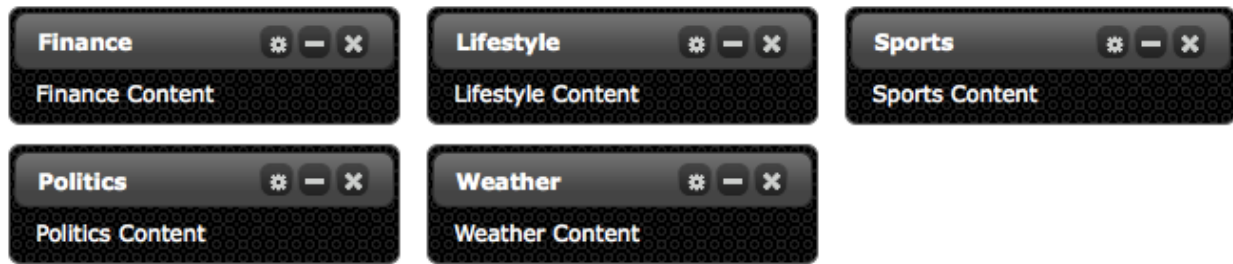 Finance
Finance Content
Lifestyle
Lifestyle Content
Sports
Sports Content
Politics
Politics Content
Weather
Weather Content